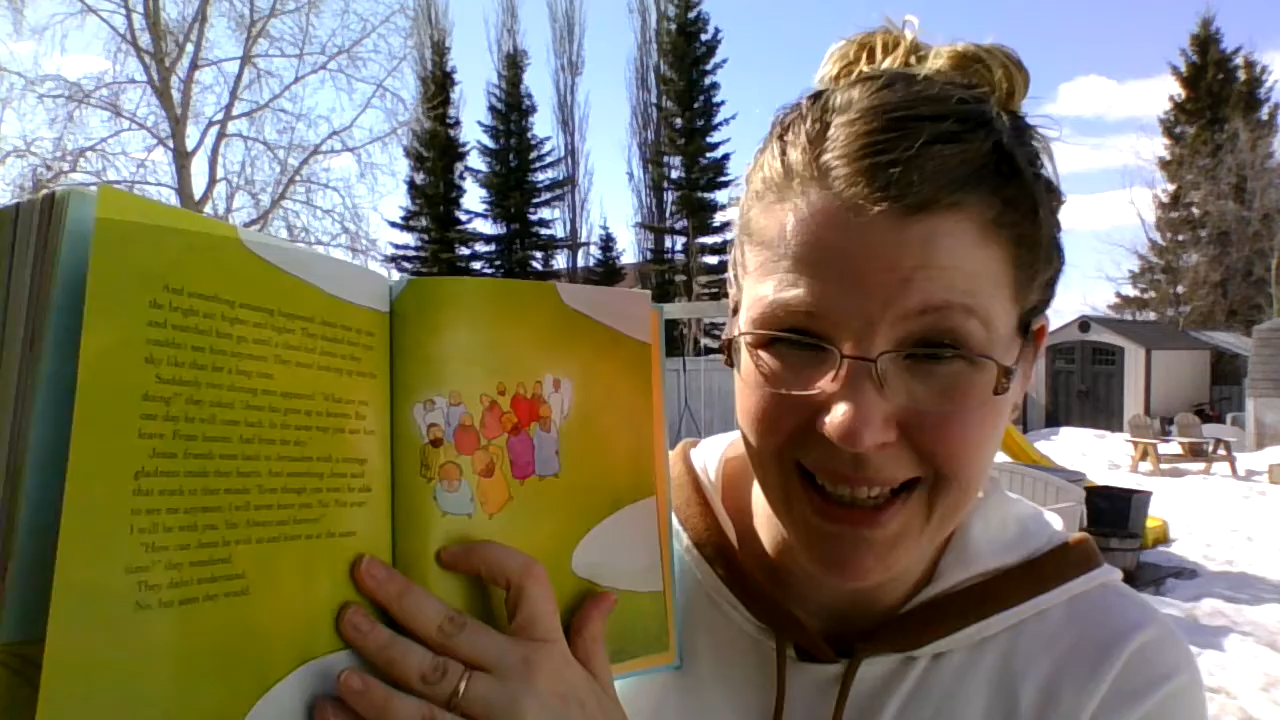 And something amazing happened. Jesus rose up into
the bright air, higher and higher. They
and watched him go, until a cloud hid Jesus so they
couldn't see him anymore. They stood looking up into the
sky like that for a long time.
Suddenly two shining men appeared. "What are you
doing?" they asked. "Jesus has gone up to heaven. But
one day he will come back. In the same way you saw him
leave. From heaven. And from the sky."
Jesus' friends went back to Jerusalem with a strange
gladness inside their hearts. And something Jesus said
that stuck in their minds: "Even though you won't be able
to see me anymore, I will never leave you. No! Not ever!
I will be with you. Yes! Always and forever!"
"How can Jesus be with us and leave us at the same
time?" they wondered.
They didn't understand.
No, but soon they would.